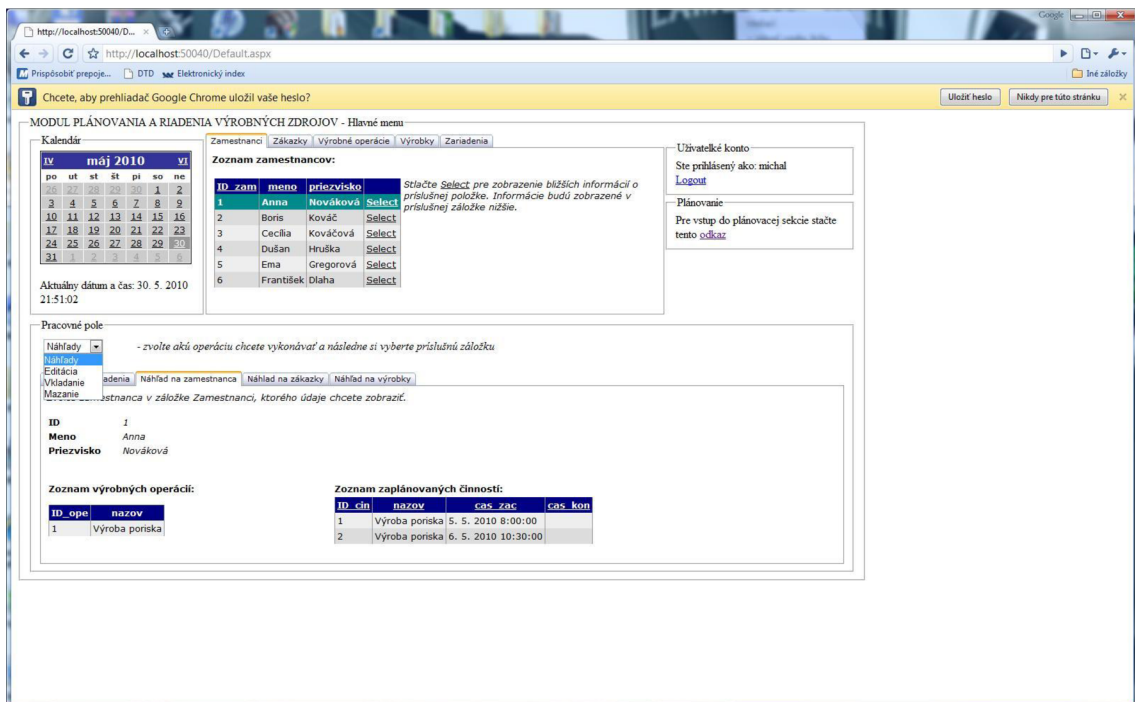 Google
http://localhost:50040/D...
http://localhost:50040/Default.aspx
Prispôsobiť prepoje... DTD Elektronický index Iné záložky
Chcete, aby prehliadač Google Chrome uložil vaše heslo? Uložiť heslo Nikdy pre túto stránku
MODUL PLÁNOVANIA A RIADENIA VÝROBNÝCH ZDROJOV - Hlavné menu
Kalendár
IV máj 2010 VI
po ut st št pi so ne
26 27 28 29 30 1 2
3 4 5 6 7 8 9
10 11 12 13 14 15 16
17 18 19 20 21 22 23
24 25 26 27 28 29 30
31 1 2 3 4 5 6
Aktuálny dátum a čas: 30. 5. 2010
21:51:02
Zamestnanci Zákazky Výrobné operácie Výrobky Zariadenia
Zoznam zamestnancov:
ID_zam meno priezvisko
1 Anna Nováková Select
2 Boris Kováč Select
3 Cecília Kováčová Select
4 Dušan Hruška Select
5 Ema Gregorová Select
6 František Dlaha Select
Stlačte Select pre zobrazenie bližších informácií o
príslušnej položke. Informácie budú zobrazené v
príslušnej záložke nižšie.
Užívatelké konto
Ste prihlásený ako: michal
Logout
Plánovanie
Pre vstup do plánovacej sekcie stačte
tento odkaz
Pracovné pole
Náhľady - zvolte akú operáciu chcete vykonávať a následne si vyberte príslušnú záložku
Náhľady
Editácia
Vkladanie
Mazanie
adenia Náhľad na zamestnanca Náhlad na zákazky Náhľad na výrobky
zamestnanca v záložke Zamestnanci, ktorého údaje chcete zobraziť.
ID 1
Meno Anna
Priezvisko Nováková
Zoznam výrobných operácií:
ID_ope nazov
1 Výroba poriska
Zoznam zaplánovaných činností:
ID_cin nazov cas_zac cas_kon
1 Výroba poriska 5. 5. 2010 8:00:00
2 Výroba poriska 6. 5. 2010 10:30:00